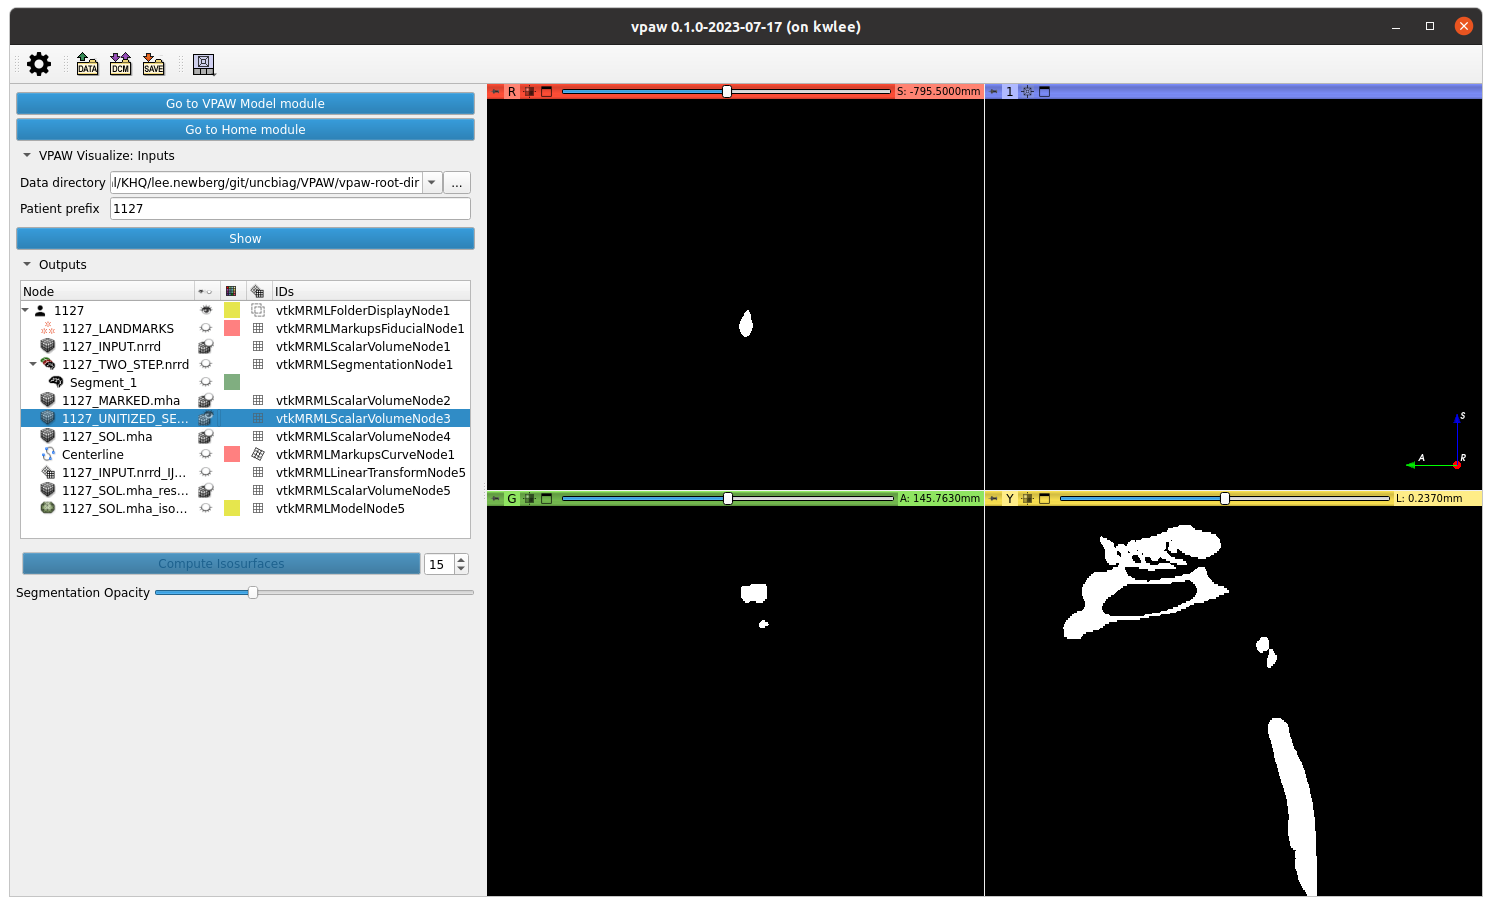 vpaw 0.1.0-2023-07-17 (on kwlee)
DATA DCM SAVE
Go to VPAW Model module
Go to Home module
VPAW Visualize: Inputs
Data directory l/KHQ/lee.newberg/git/uncbiag/VPAW/vpaw-root-dir ...
Patient prefix 1127
Show
Outputs
Node IDs
1127 vtkMRMLFolderDisplayNode1
1127_LANDMARKS vtkMRMLMarkupsFiducialNode1
1127_INPUT.nrrd vtkMRMLScalarVolumeNode1
1127_TWO_STEP.nrrd vtkMRMLSegmentationNode1
Segment_1
1127_MARKED.mha vtkMRMLScalarVolumeNode2
1127_UNITIZED_SE... vtkMRMLScalarVolumeNode3
1127_SOL.mha vtkMRMLScalarVolumeNode4
Centerline vtkMRMLMarkupsCurveNode1
1127_INPUT.nrrd_IJ... vtkMRMLLinearTransformNode5
1127_SOL.mha_res... vtkMRMLScalarVolumeNode5
1127_SOL.mha_iso... vtkMRMLModelNode5
Compute Isosurfaces 15
Segmentation Opacity
R S: -795.5000mm
1
S
A R
G A: 145.7630mm
Y L: 0.2370mm